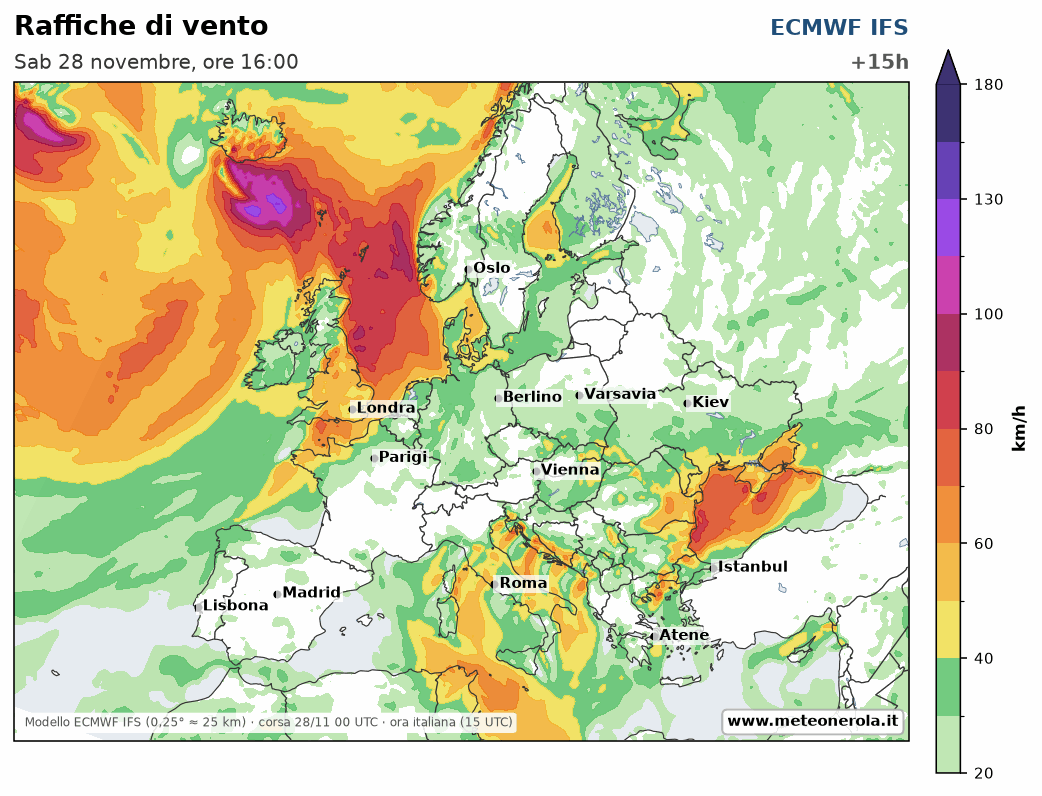 Raffiche di vento
ECMWF IFS
Sab 28 novembre, ore 16:00
+15h
180
130
100
80
60
40
20
km/h
Oslo
Londra
Berlino
Varsavia
Kiev
Parigi
Vienna
Istanbul
Roma
Madrid
Lisbona
Atene
Modello ECMWF IFS (0,25° ≈ 25 km) · corsa 28/11 00 UTC · ora italiana (15 UTC)
www.meteonerola.it